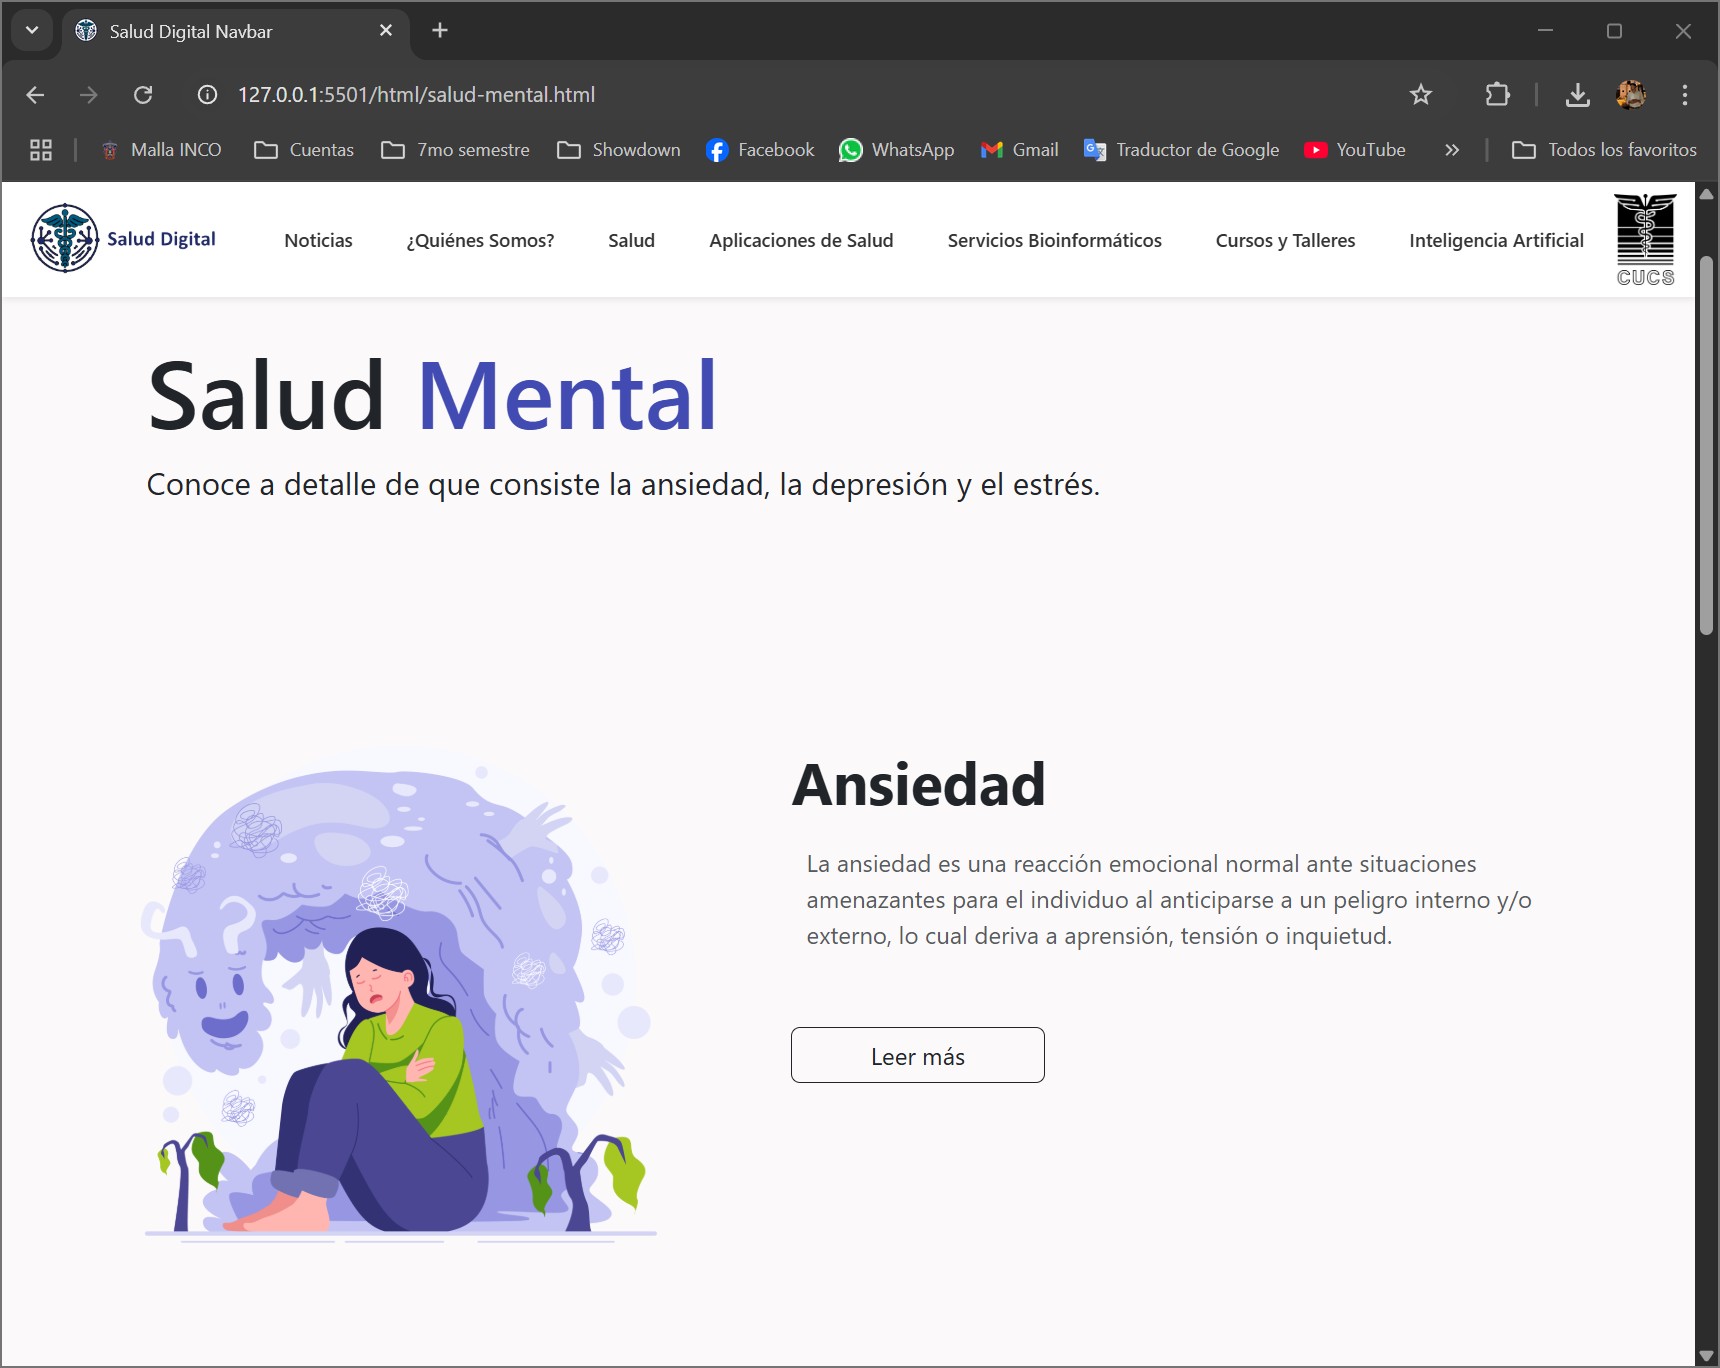 Salud Digital Navbar
127.0.0.1:5501/html/salud-mental.html
Malla INCO Cuentas 7mo semestre Showdown Facebook WhatsApp Gmail Traductor de Google YouTube » Todos los favoritos
Salud Digital Noticias ¿Quiénes Somos? Salud Aplicaciones de Salud Servicios Bioinformáticos Cursos y Talleres Inteligencia Artificial
CUCS
Salud Mental
Conoce a detalle de que consiste la ansiedad, la depresión y el estrés.
Ansiedad
La ansiedad es una reacción emocional normal ante situaciones
amenazantes para el individuo al anticiparse a un peligro interno y/o
externo, lo cual deriva a aprensión, tensión o inquietud.
Leer más